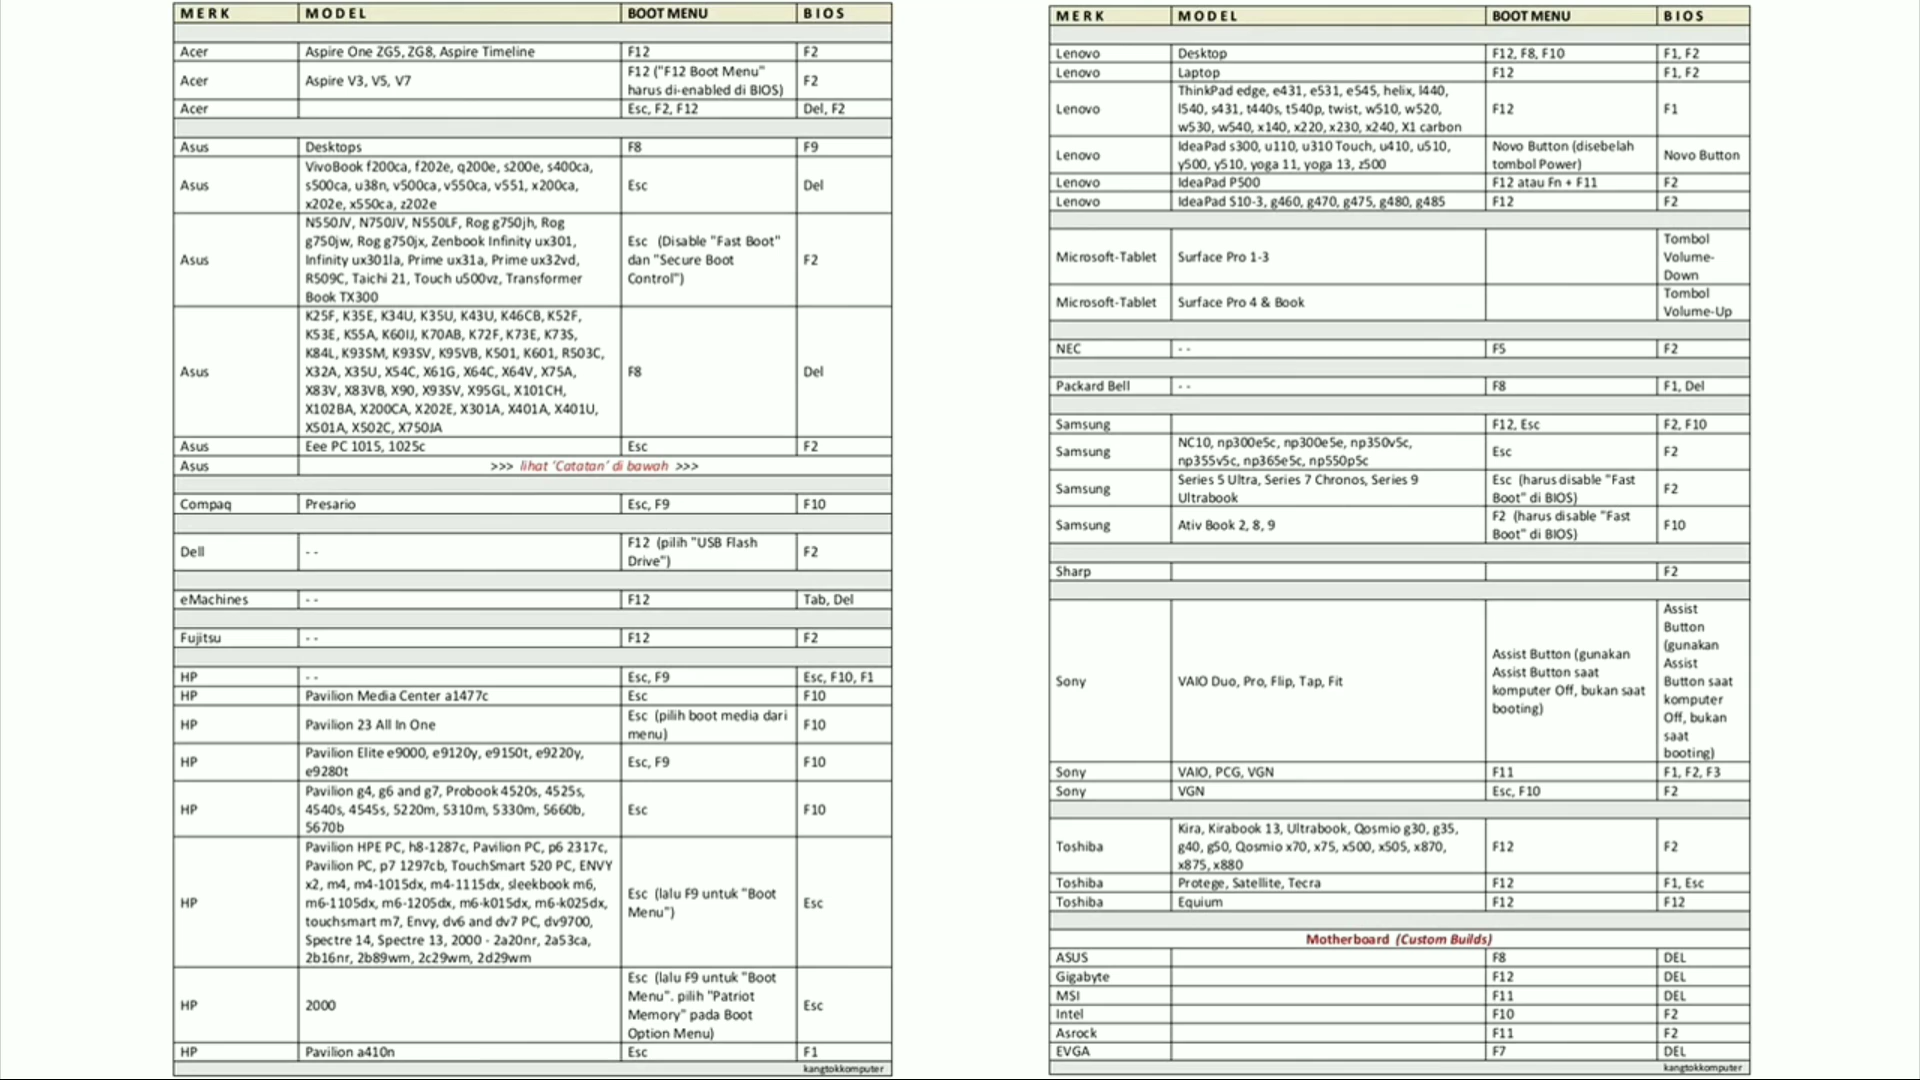 MERK MODEL BOOT MENU BIOS
Acer Aspire One ZG5, ZG8, Aspire Timeline F12 F2
Acer Aspire V3, V5, V7 F12 ("F12 Boot Menu" harus di-enabled di BIOS) F2
Acer Esc, F2, F12 Del, F2
Asus Desktops F8 F9
Asus VivoBook f200ca, f202e, q200e, s200e, s400ca,
s500ca, u38n, v500ca, v550ca, v551, x200ca,
x202e, x550ca, z202e Esc Del
Asus N550JV, N750JV, N550LF, Rog g750jh, Rog
g750jw, Rog g750jx, Zenbook Infinity ux301,
Infinity ux301la, Prime ux31a, Prime ux32vd,
R509C, Taichi 21, Touch u500vz, Transformer
Book TX300 Esc (Disable "Fast Boot"
dan "Secure Boot
Control") F2
Asus K25F, K35E, K34U, K35U, K43U, K46CB, K52F,
K53E, K55A, K60IJ, K70AB, K72F, K73E, K73S,
K84L, K93SM, K93SV, K95VB, K501, K601, R503C,
X32A, X35U, X54C, X61G, X64C, X64V, X75A,
X83V, X83VB, X90, X93SV, X95GL, X101CH,
X102BA, X200CA, X202E, X301A, X401A, X401U,
X501A, X502C, X750JA F8 Del
Asus Eee PC 1015, 1025c Esc F2
Asus >>> lihat 'Catatan' di bawah >>>
Compaq Presario Esc, F9 F10
Dell - - F12 (pilih "USB Flash
Drive") F2
eMachines - - F12 Tab, Del
Fujitsu - - F12 F2
HP - - Esc, F9 Esc, F10, F1
HP Pavilion Media Center a1477c Esc F10
HP Pavilion 23 All In One Esc (pilih boot media dari
menu) F10
HP Pavilion Elite e9000, e9120y, e9150t, e9220y,
e9280t Esc, F9 F10
HP Pavilion g4, g6 and g7, Probook 4520s, 4525s,
4540s, 4545s, 5220m, 5310m, 5330m, 5660b,
5670b Esc F10
HP Pavilion HPE PC, h8-1287c, Pavilion PC, p6 2317c,
Pavilion PC, p7 1297cb, TouchSmart 520 PC, ENVY
x2, m4, m4-1015dx, m4-1115dx, sleekbook m6,
m6-1105dx, m6-1205dx, m6-k015dx, m6-k025dx,
touchsmart m7, Envy, dv6 and dv7 PC, dv9700,
Spectre 14, Spectre 13, 2000 - 2a20nr, 2a53ca,
2b16nr, 2b89wm, 2c29wm, 2d29wm Esc (lalu F9 untuk "Boot
Menu") Esc
HP 2000 Esc (lalu F9 untuk "Boot
Menu". pilih "Patriot
Memory" pada Boot
Option Menu) Esc
HP Pavilion a410n Esc F1
kangtokkomputer
MERK MODEL BOOT MENU BIOS
Lenovo Desktop F12, F8, F10 F1, F2
Lenovo Laptop F12 F1, F2
Lenovo ThinkPad edge, e431, e531, e545, helix, l440,
l540, s431, t440s, t540p, twist, w510, w520,
w530, w540, x140, x220, x230, x240, X1 carbon F12 F1
Lenovo IdeaPad s300, u110, u310 Touch, u410, u510,
y500, y510, yoga 11, yoga 13, z500 Novo Button (disebelah
tombol Power) Novo Button
Lenovo IdeaPad P500 F12 atau Fn + F11 F2
Lenovo IdeaPad S10-3, g460, g470, g475, g480, g485 F12 F2
Microsoft-Tablet Surface Pro 1-3 Tombol
Volume-
Down
Microsoft-Tablet Surface Pro 4 & Book Tombol
Volume-Up
NEC - - F5 F2
Packard Bell - - F8 F1, Del
Samsung F12, Esc F2, F10
Samsung NC10, np300e5c, np300e5e, np350v5c,
np355v5c, np365e5c, np550p5c Esc F2
Samsung Series 5 Ultra, Series 7 Chronos, Series 9
Ultrabook Esc (harus disable "Fast
Boot" di BIOS) F2
Samsung Ativ Book 2, 8, 9 F2 (harus disable "Fast
Boot" di BIOS) F10
Sharp F2
Sony VAIO Duo, Pro, Flip, Tap, Fit Assist Button (gunakan
Assist Button saat
komputer Off, bukan saat
booting) Assist
Button
(gunakan
Assist
Button saat
komputer
Off, bukan
saat
booting)
Sony VAIO, PCG, VGN F11 F1, F2, F3
Sony VGN Esc, F10 F2
Toshiba Kira, Kirabook 13, Ultrabook, Qosmio g30, g35,
g40, g50, Qosmio x70, x75, x500, x505, x870,
x875, x880 F12 F2
Toshiba Protege, Satellite, Tecra F12 F1, Esc
Toshiba Equium F12 F12
Motherboard (Custom Builds)
ASUS F8 DEL
Gigabyte F12 DEL
MSI F11 DEL
Intel F10 F2
Asrock F11 F2
EVGA F7 DEL
kangtokkomputer